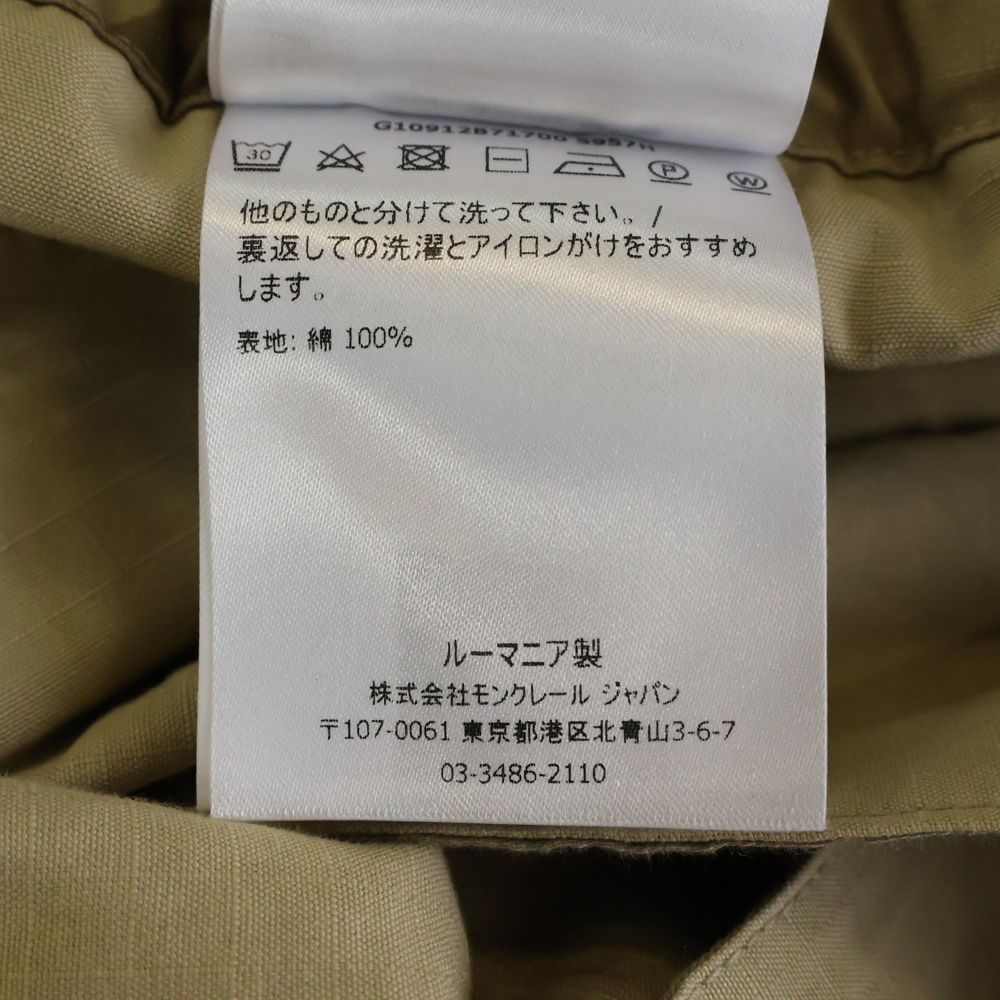 G10912B71700 5957H
30
P
W
他のものと分けて洗って下さい。/
裏返しての洗濯とアイロンがけをおすすめ
します。
表地: 綿 100%
ルーマニア製
株式会社モンクレール ジャパン
〒107-0061 東京都港区北青山3-6-7
03-3486-2110